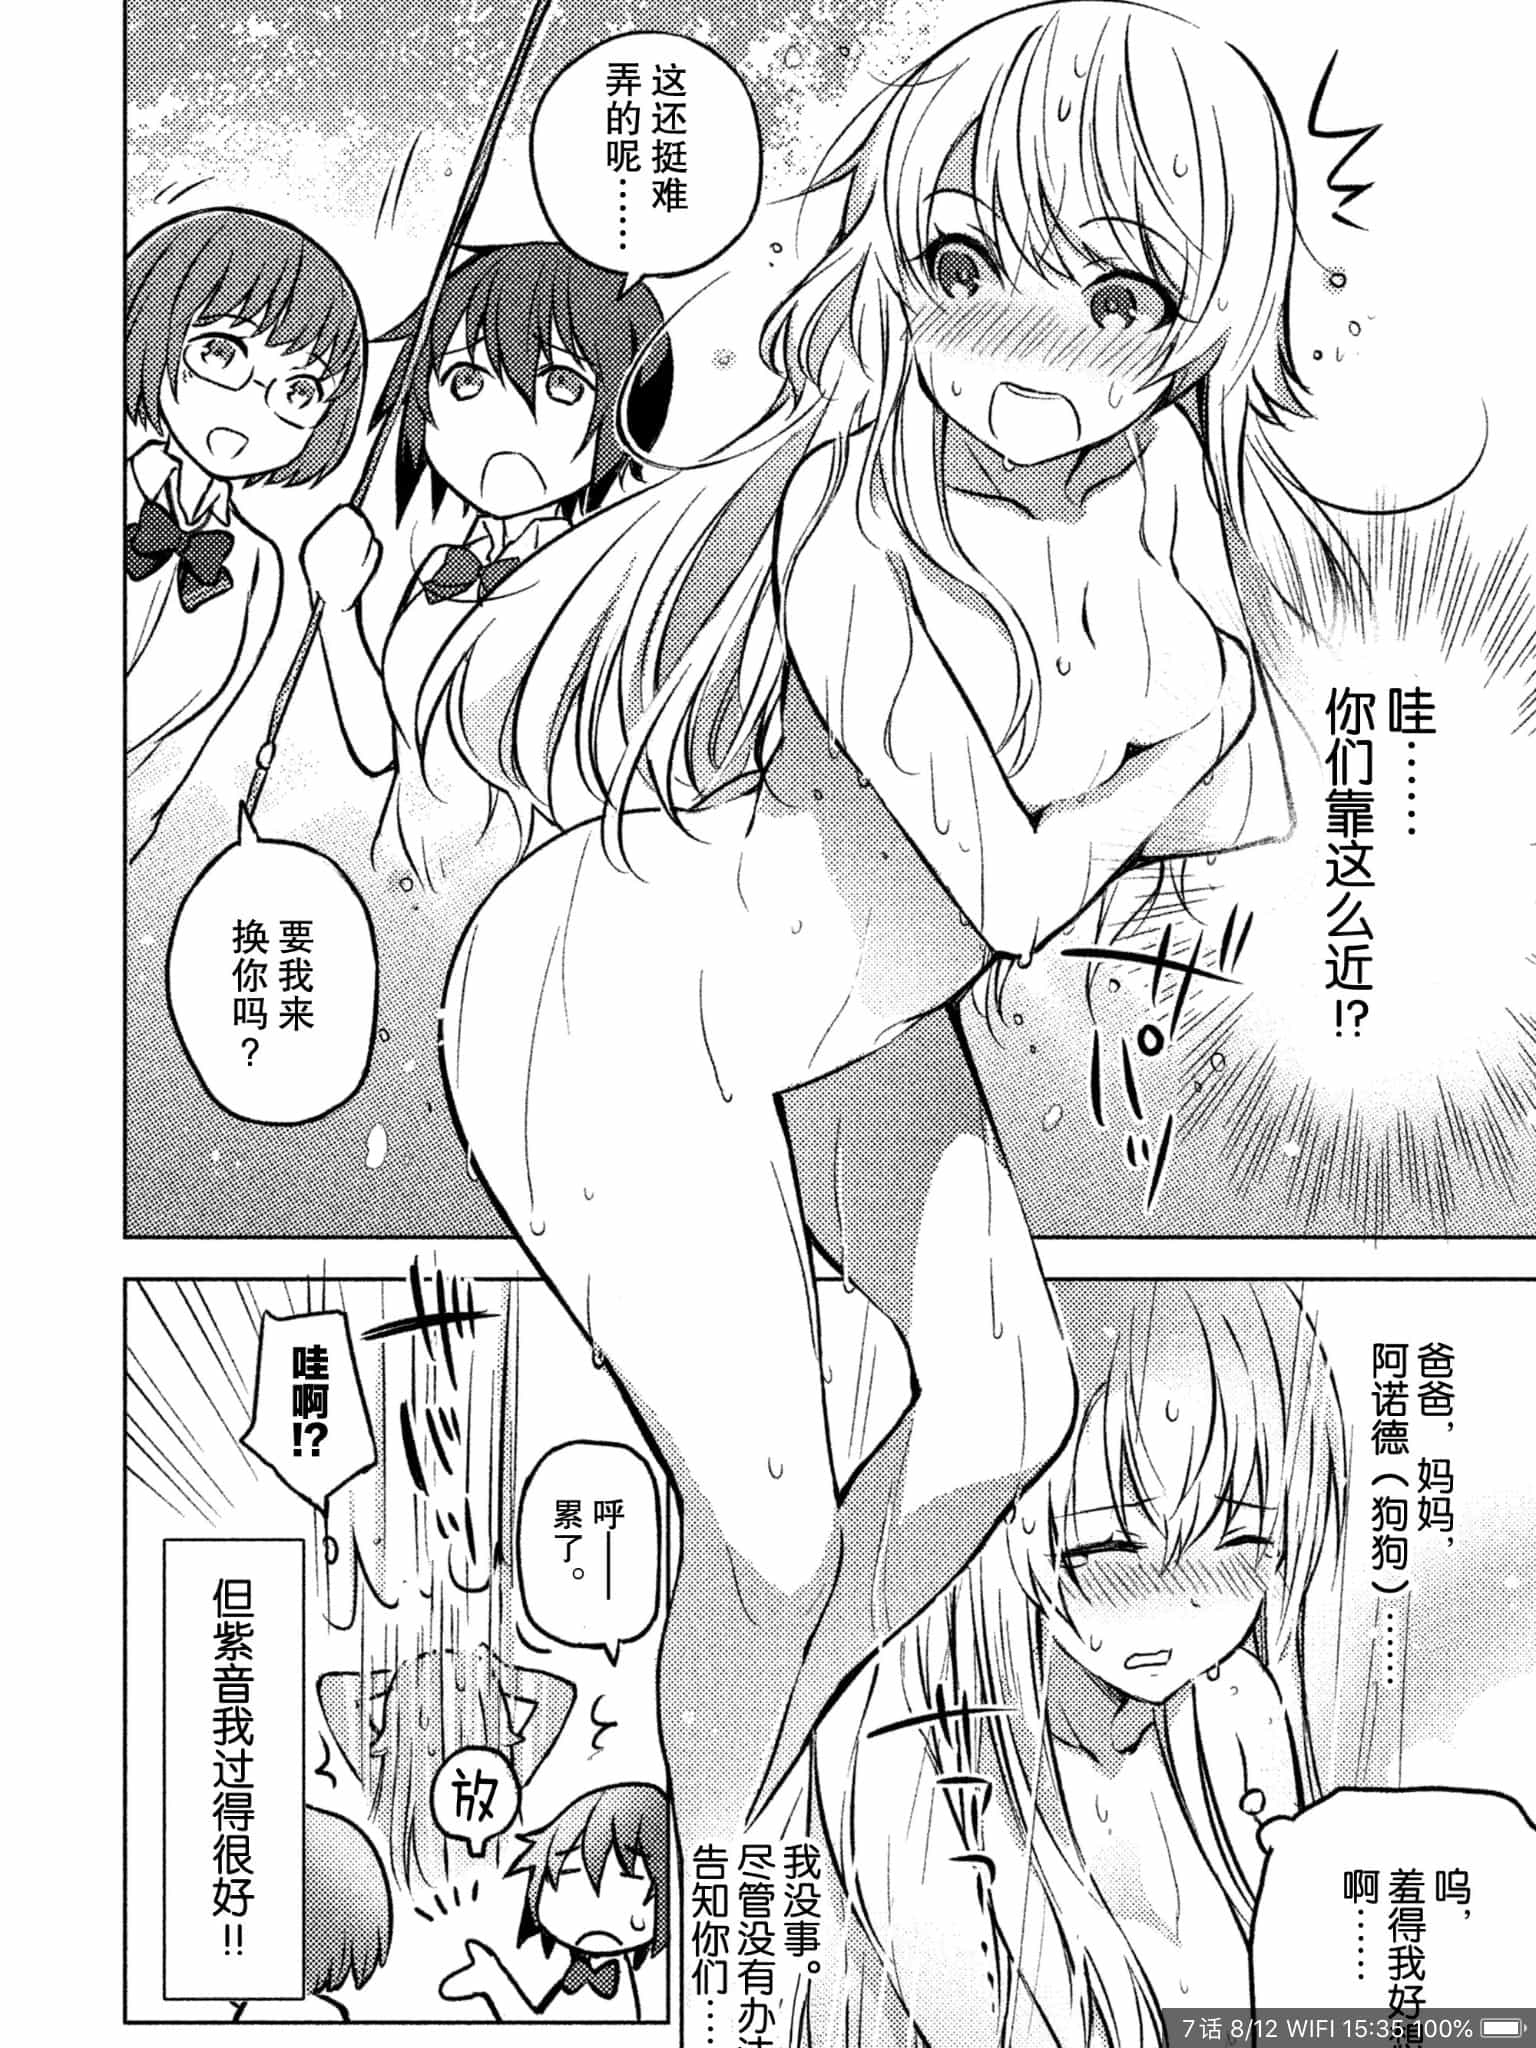 哇……
你们靠这么近!?
这还挺难
弄的呢……
要我来
换你吗？
爸爸，妈妈，
阿诺德（狗狗）……
呜，
羞得我好想
啊……
我没事。
尽管没有办法
告知你们……
哇啊!?
呼——
累了。
放
但紫音我过得很好!!
7话 8/12 WIFI 15:35 100%